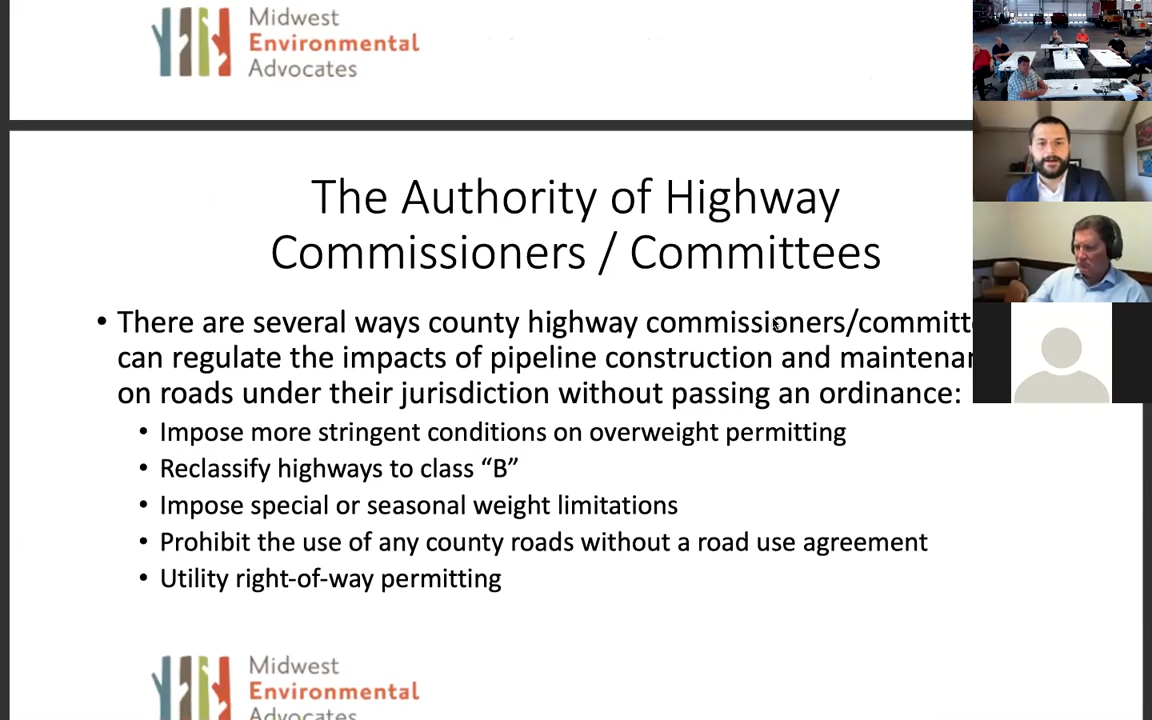 Midwest
Environmental
Advocates
The Authority of Highway
Commissioners / Committees
• There are several ways county highway commissioners/committ
can regulate the impacts of pipeline construction and maintenan
on roads under their jurisdiction without passing an ordinance:
• Impose more stringent conditions on overweight permitting
• Reclassify highways to class “B”
• Impose special or seasonal weight limitations
• Prohibit the use of any county roads without a road use agreement
• Utility right-of-way permitting
Midwest
Environmental
Advocates